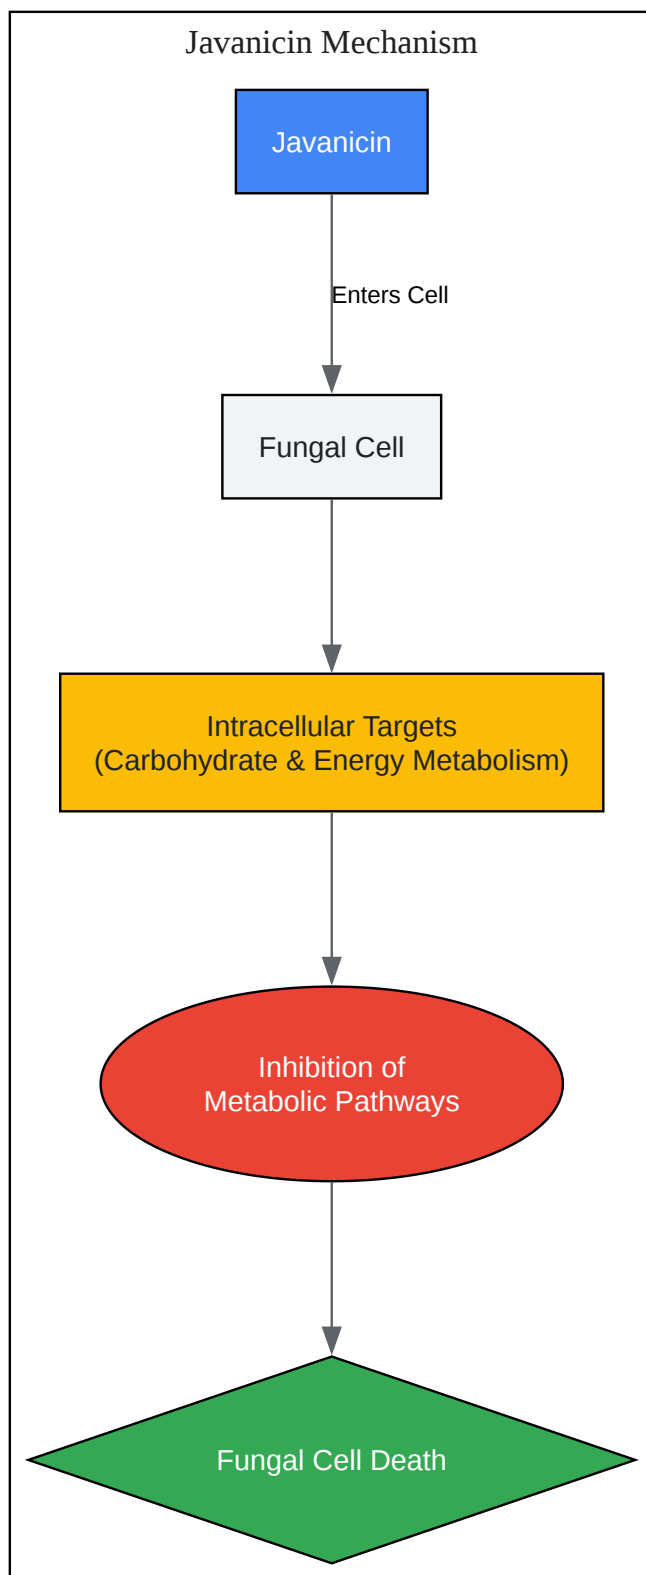 Javanicin Mechanism
Javanicin
Enters Cell
Fungal Cell
Intracellular Targets
(Carbohydrate & Energy Metabolism)
Inhibition of
Metabolic Pathways
Fungal Cell Death